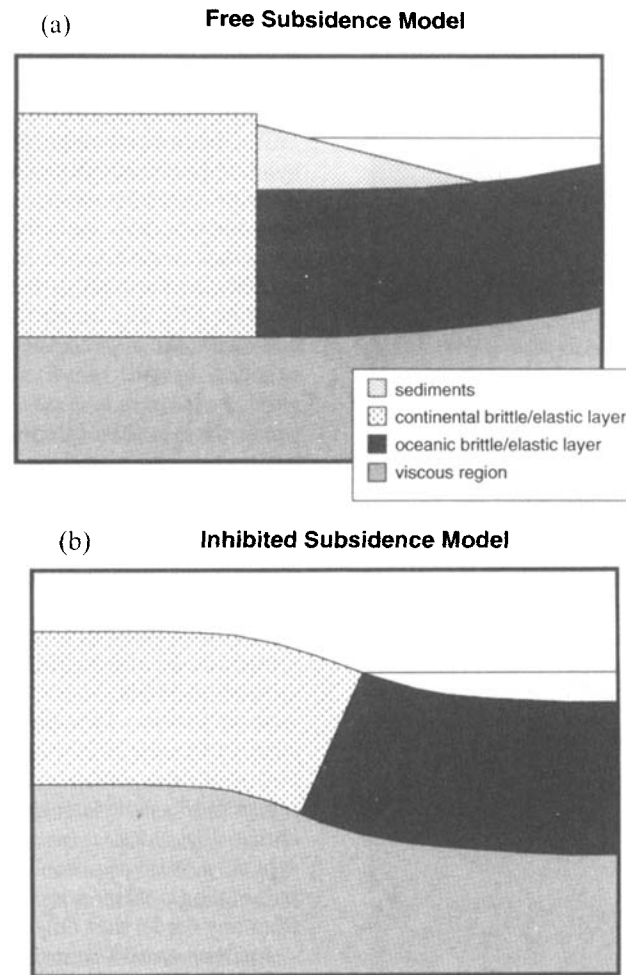 (a) Free Subsidence Model
sediments
continental brittle/elastic layer
oceanic brittle/elastic layer
viscous region
(b) Inhibited Subsidence Model